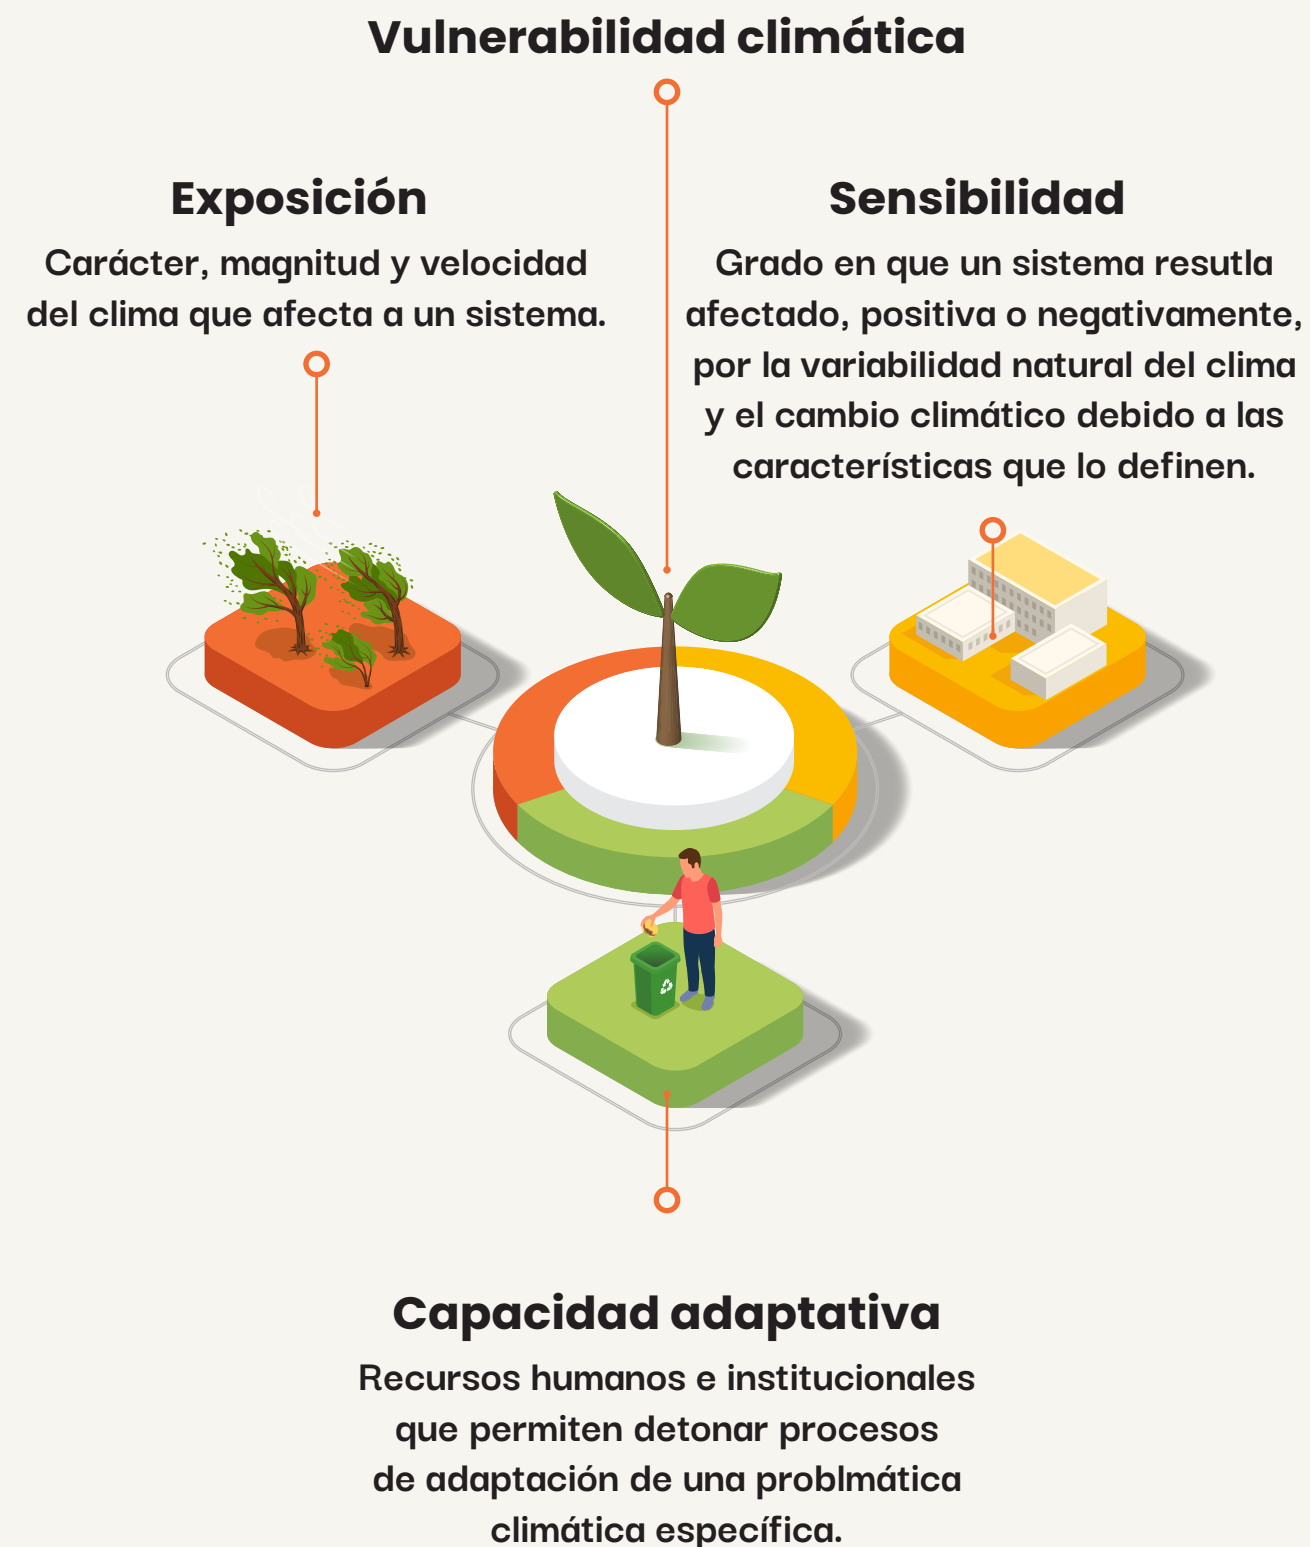 Vulnerabilidad climática
Exposición
Carácter, magnitud y velocidad
del clima que afecta a un sistema.
Sensibilidad
Grado en que un sistema resutla
afectado, positiva o negativamente,
por la variabilidad natural del clima
y el cambio climático debido a las
características que lo definen.
Capacidad adaptativa
Recursos humanos e institucionales
que permiten detonar procesos
de adaptación de una problmática
climática específica.